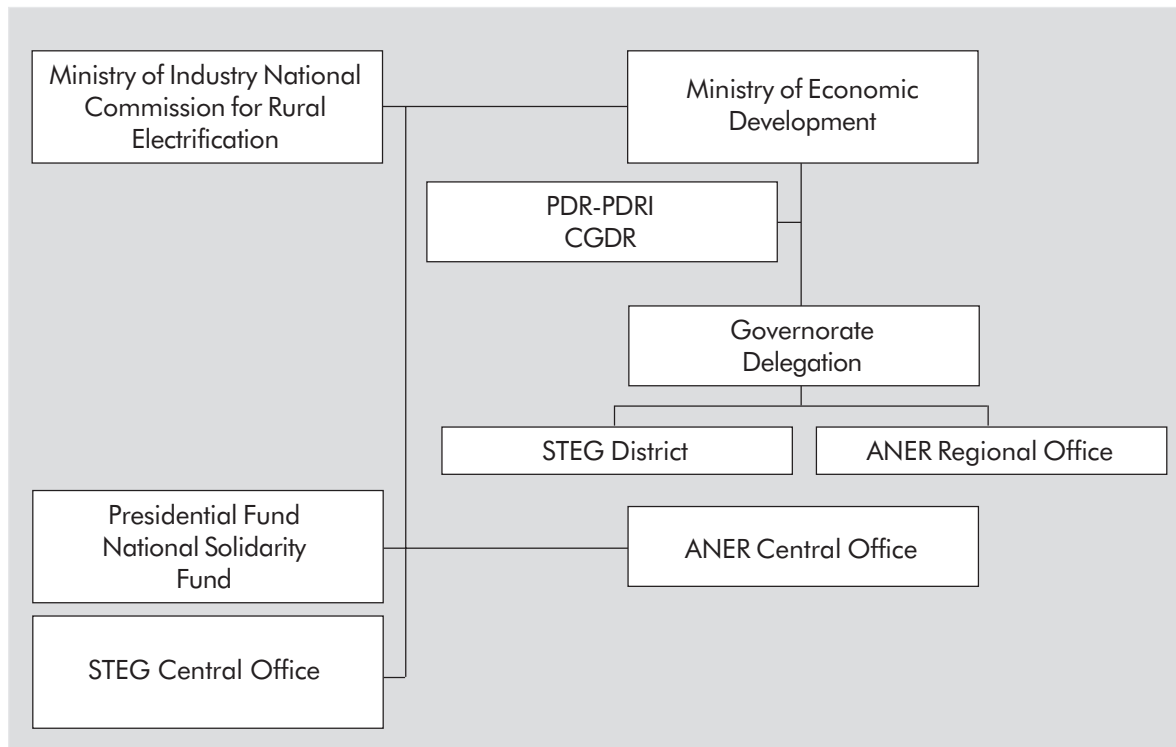 Ministry of Industry National
Commission for Rural
Electrification
Ministry of Economic
Development
PDR-PDRI
CGDR
Governorate
Delegation
STEG District
ANER Regional Office
Presidential Fund
National Solidarity
Fund
ANER Central Office
STEG Central Office